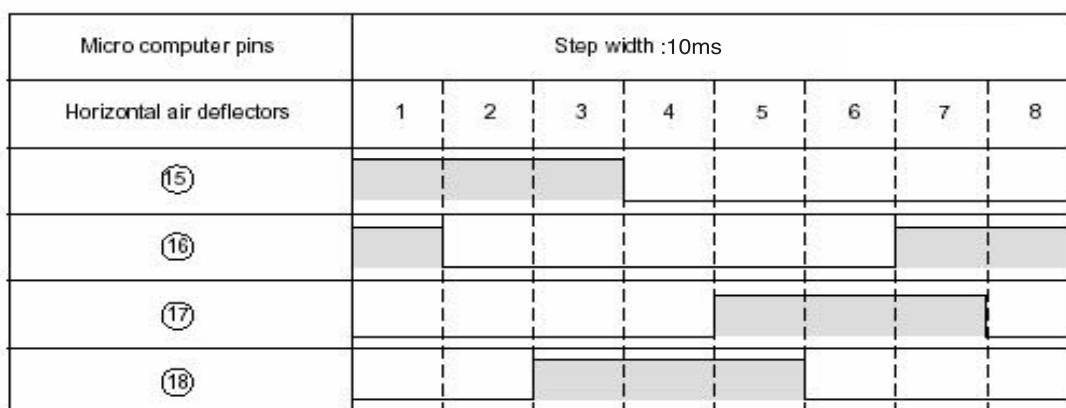 Micro computer pins Step width :10ms
Horizontal air deflectors 1 2 3 4 5 6 7 8
⑮
⑯
⑰
⑱